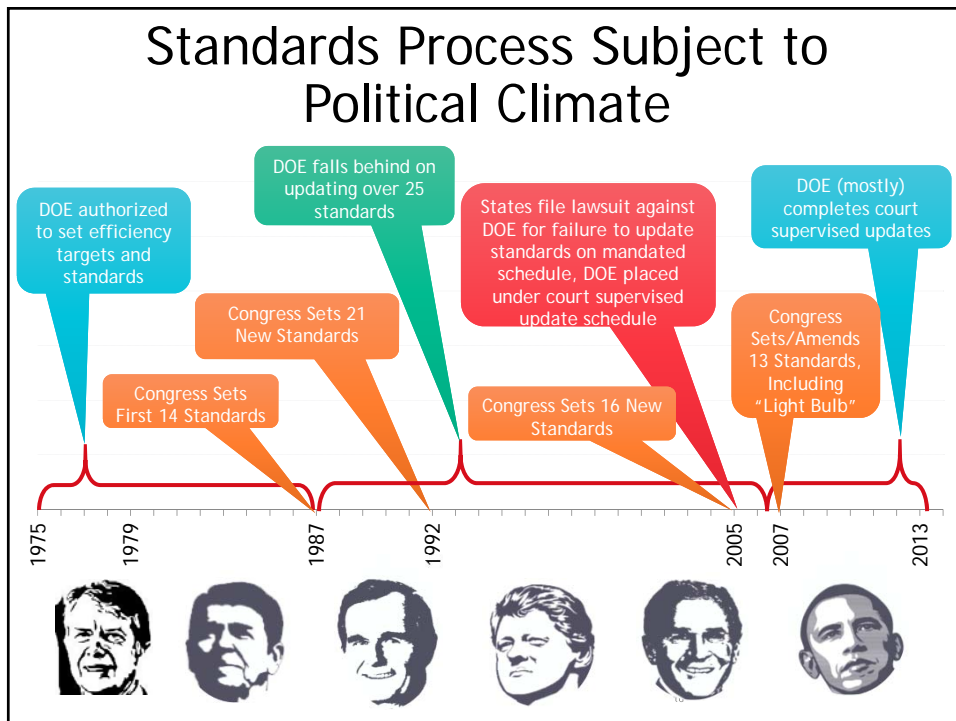 Standards Process Subject to
Political Climate
DOE authorized
to set efficiency
targets and
standards
DOE falls behind on
updating over 25
standards
States file lawsuit against
DOE for failure to update
standards on mandated
schedule, DOE placed
under court supervised
update schedule
DOE (mostly)
completes court
supervised updates
Congress Sets 21
New Standards
Congress Sets
First 14 Standards
Congress Sets 16 New
Standards
Congress
Sets/Amends
13 Standards,
Including
“Light Bulb”
1975
1979
1987
1992
2005
2007
2013